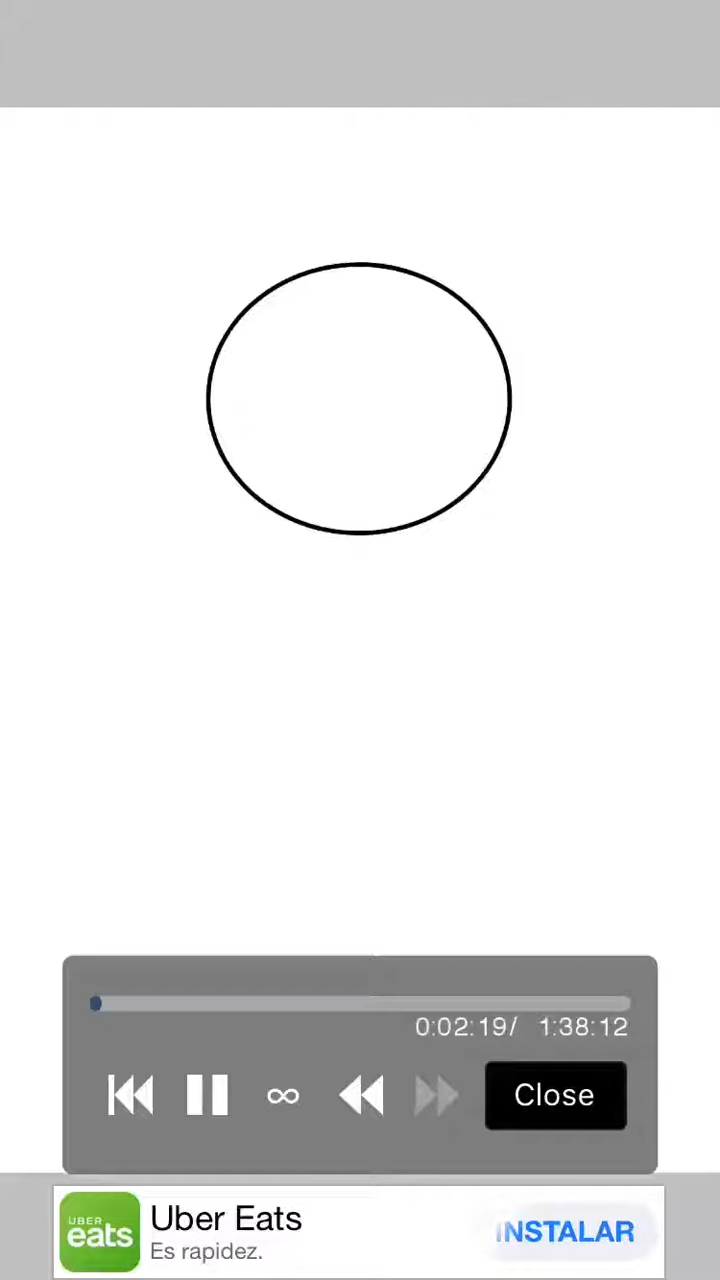 0:02:19/ 1:38:12
∞
Close
UBER
eats
Uber Eats
Es rapidez.
INSTALAR